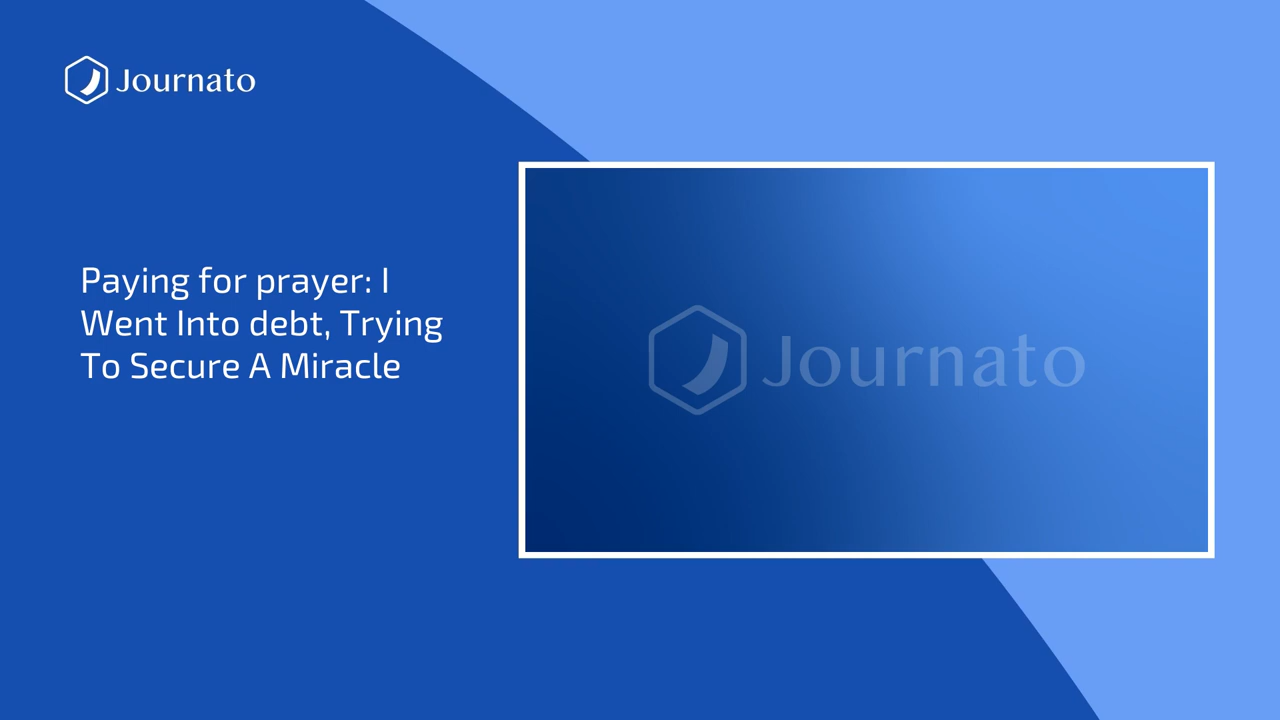 Journato
Paying for prayer: I
Went Into debt, Trying
To Secure A Miracle
Journato